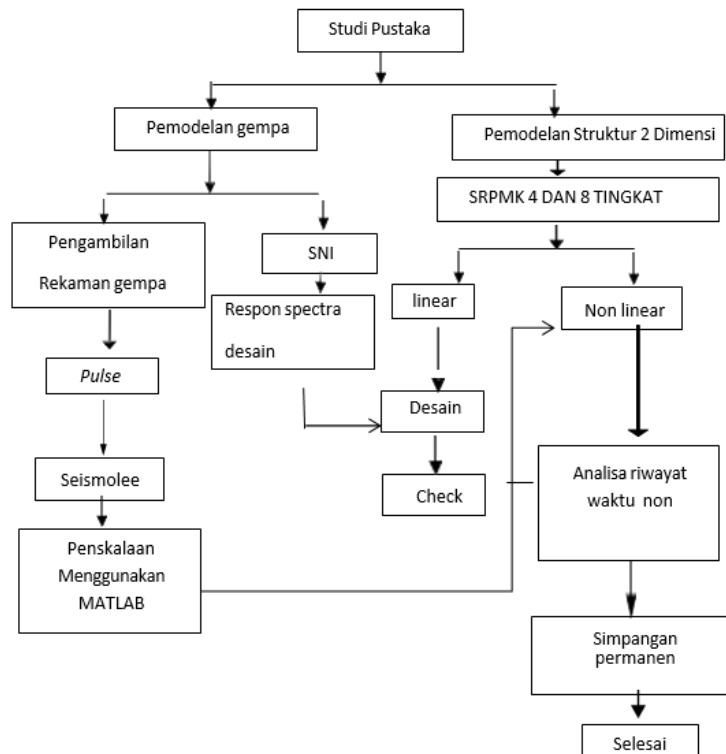 Studi Pustaka
Pemodelan gempa
Pemodelan Struktur 2 Dimensi
SRPMK 4 DAN 8 TINGKAT
Pengambilan
Rekaman gempa
SNI
linear
Non linear
Respon spectra
desain
Pulse
Desain
Seismolee
Check
Analisa riwayat
waktu non
Penskalaan
Menggunakan
MATLAB
Simpangan
permanen
Selesai